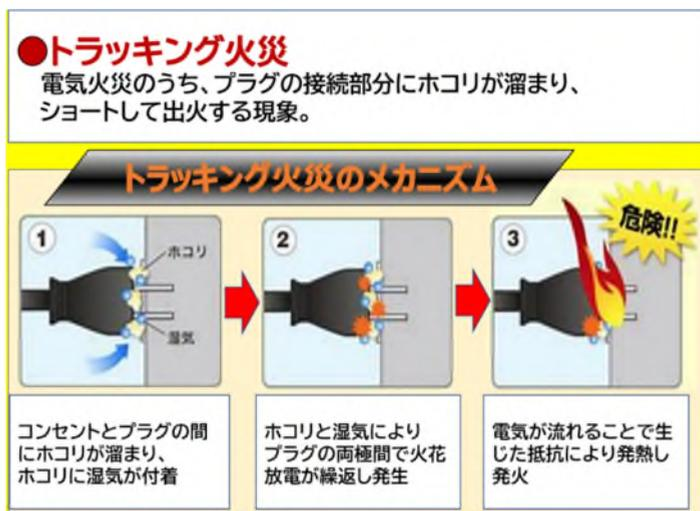 ●トラッキング火災
電気火災のうち、プラグの接続部分にホコリが溜まり、
ショートして出火する現象。
トラッキング火災のメカニズム
1
ホコリ
湿気
コンセントとプラグの間
にホコリが溜まり、
ホコリに湿気が付着
2
ホコリと湿気により
プラグの両極間で火花
放電が繰返し発生
3
危険!!
電気が流れることで生
じた抵抗により発熱し
発火